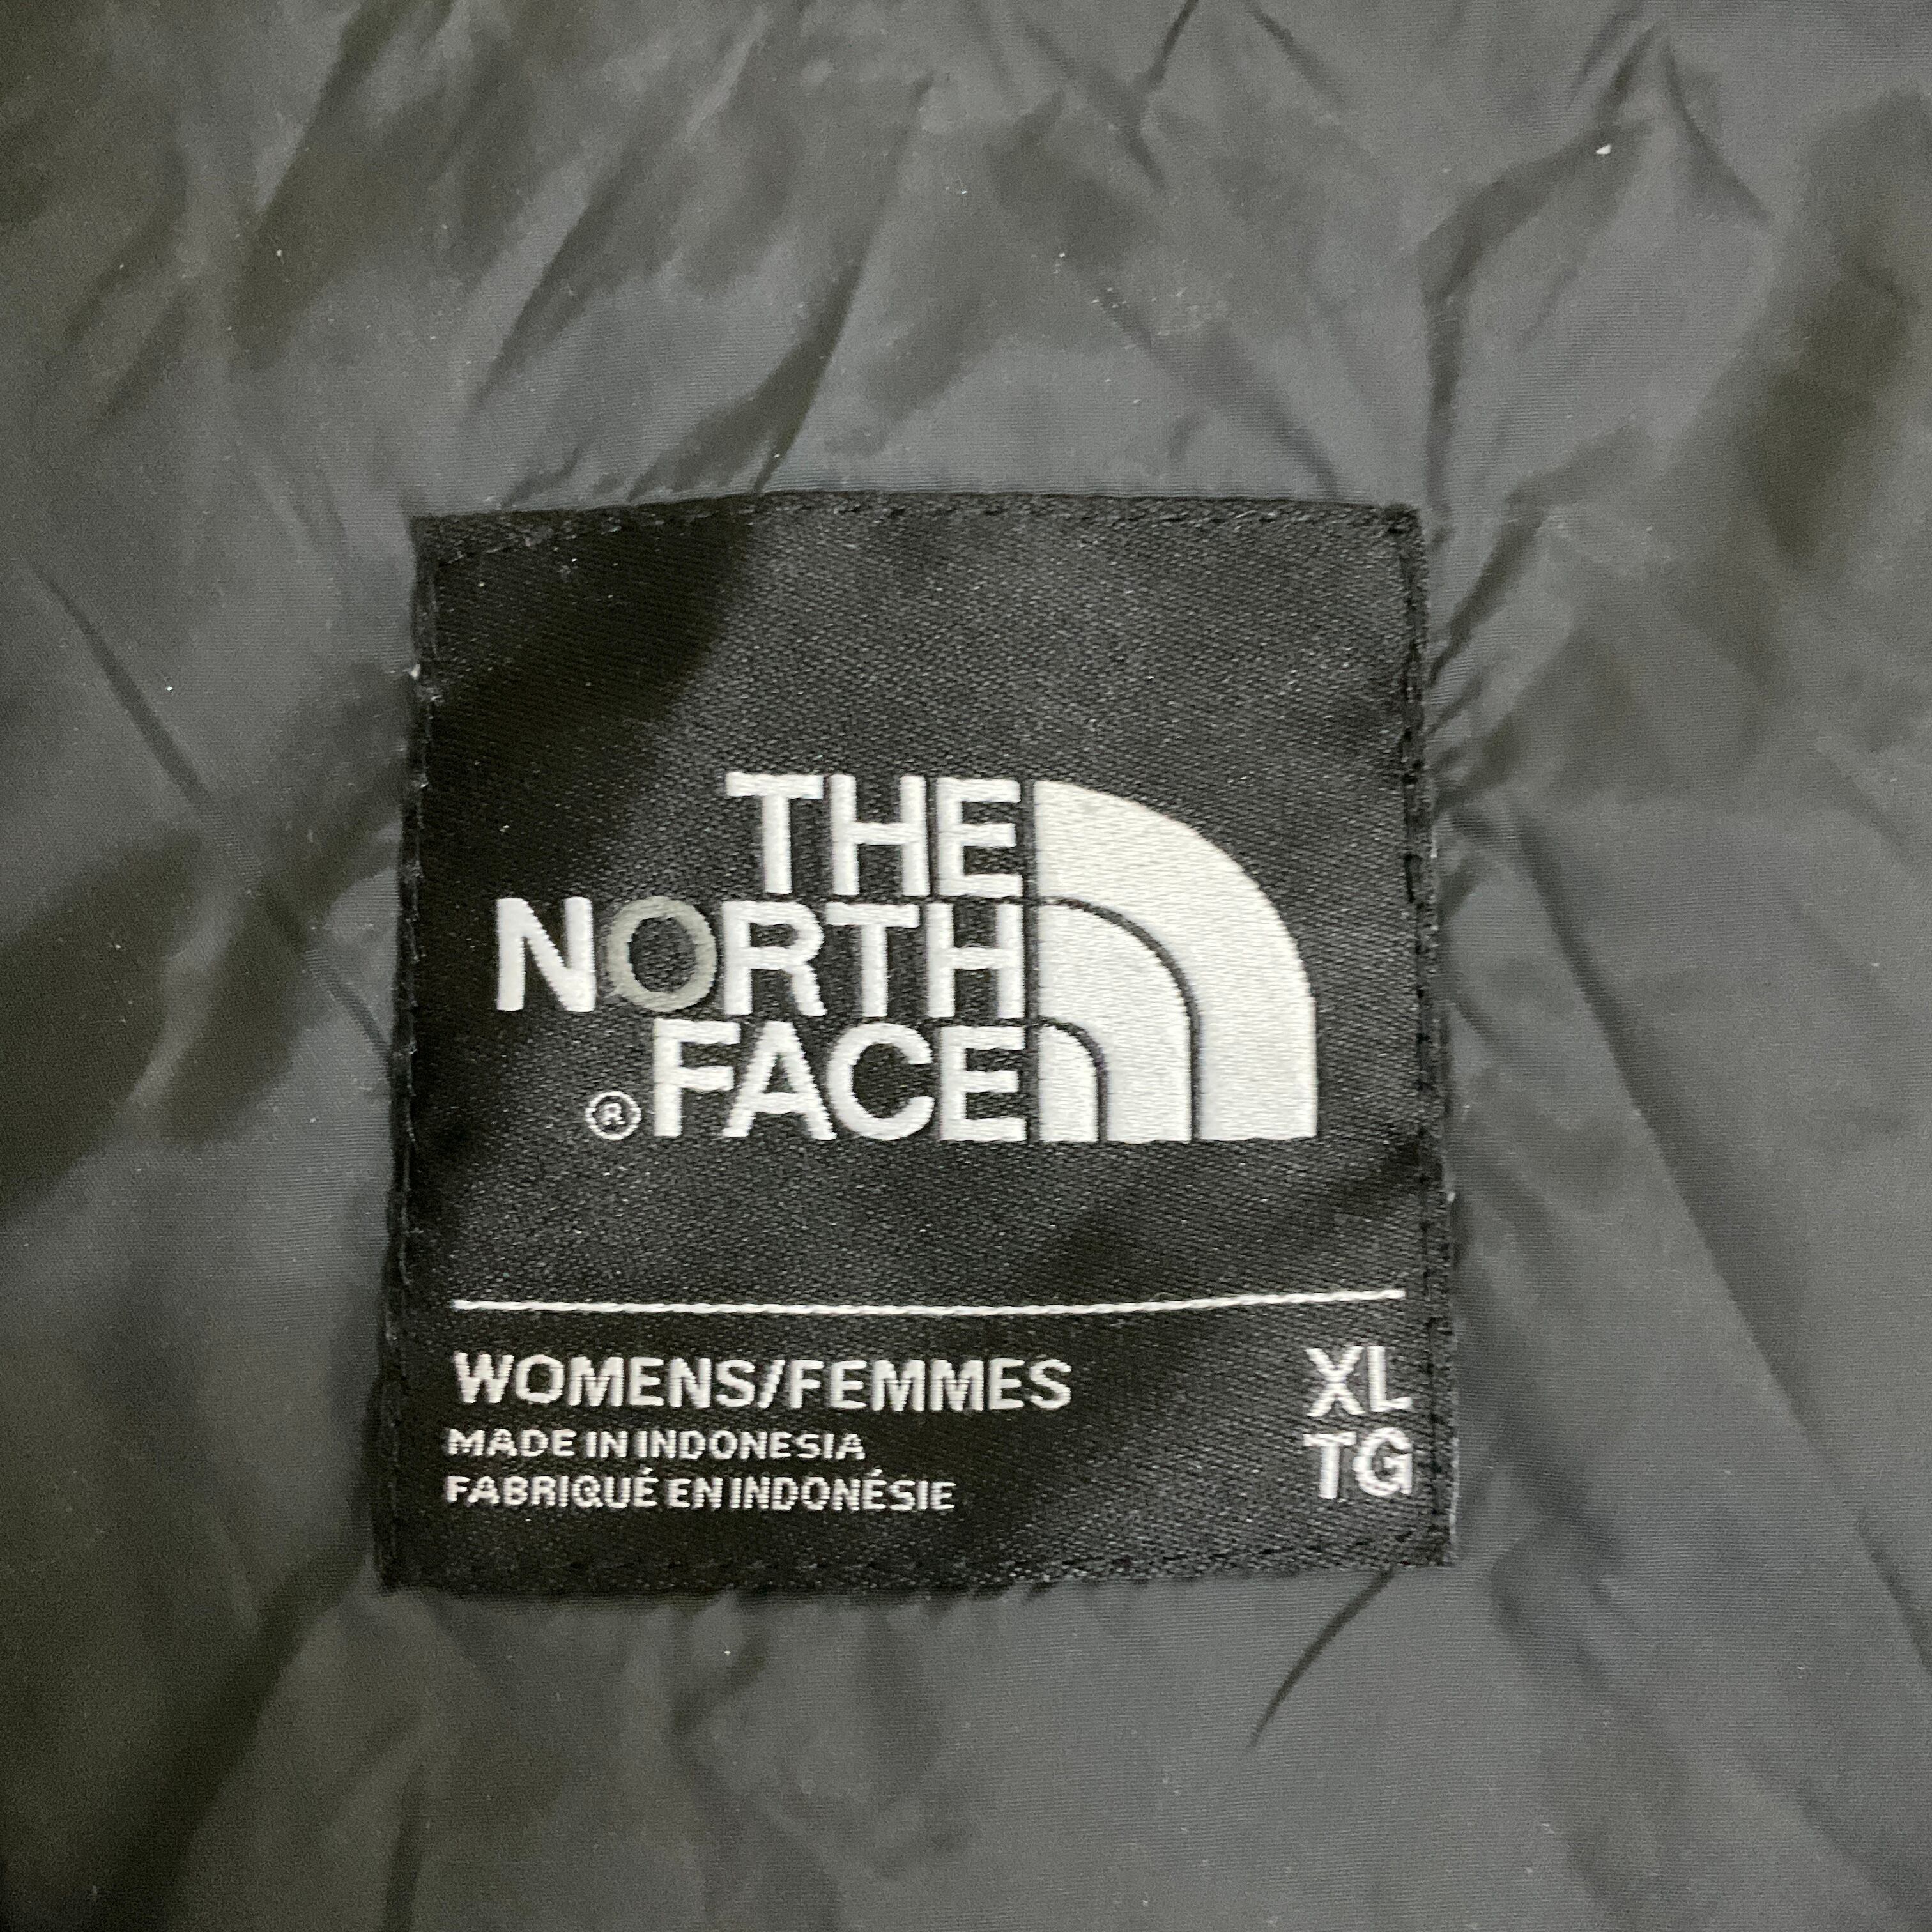 THE
NORTH
® FACE
WOMENS/FEMMES XL
MADE IN INDONESIA TG
FABRIQUÉ EN INDONÉSIE